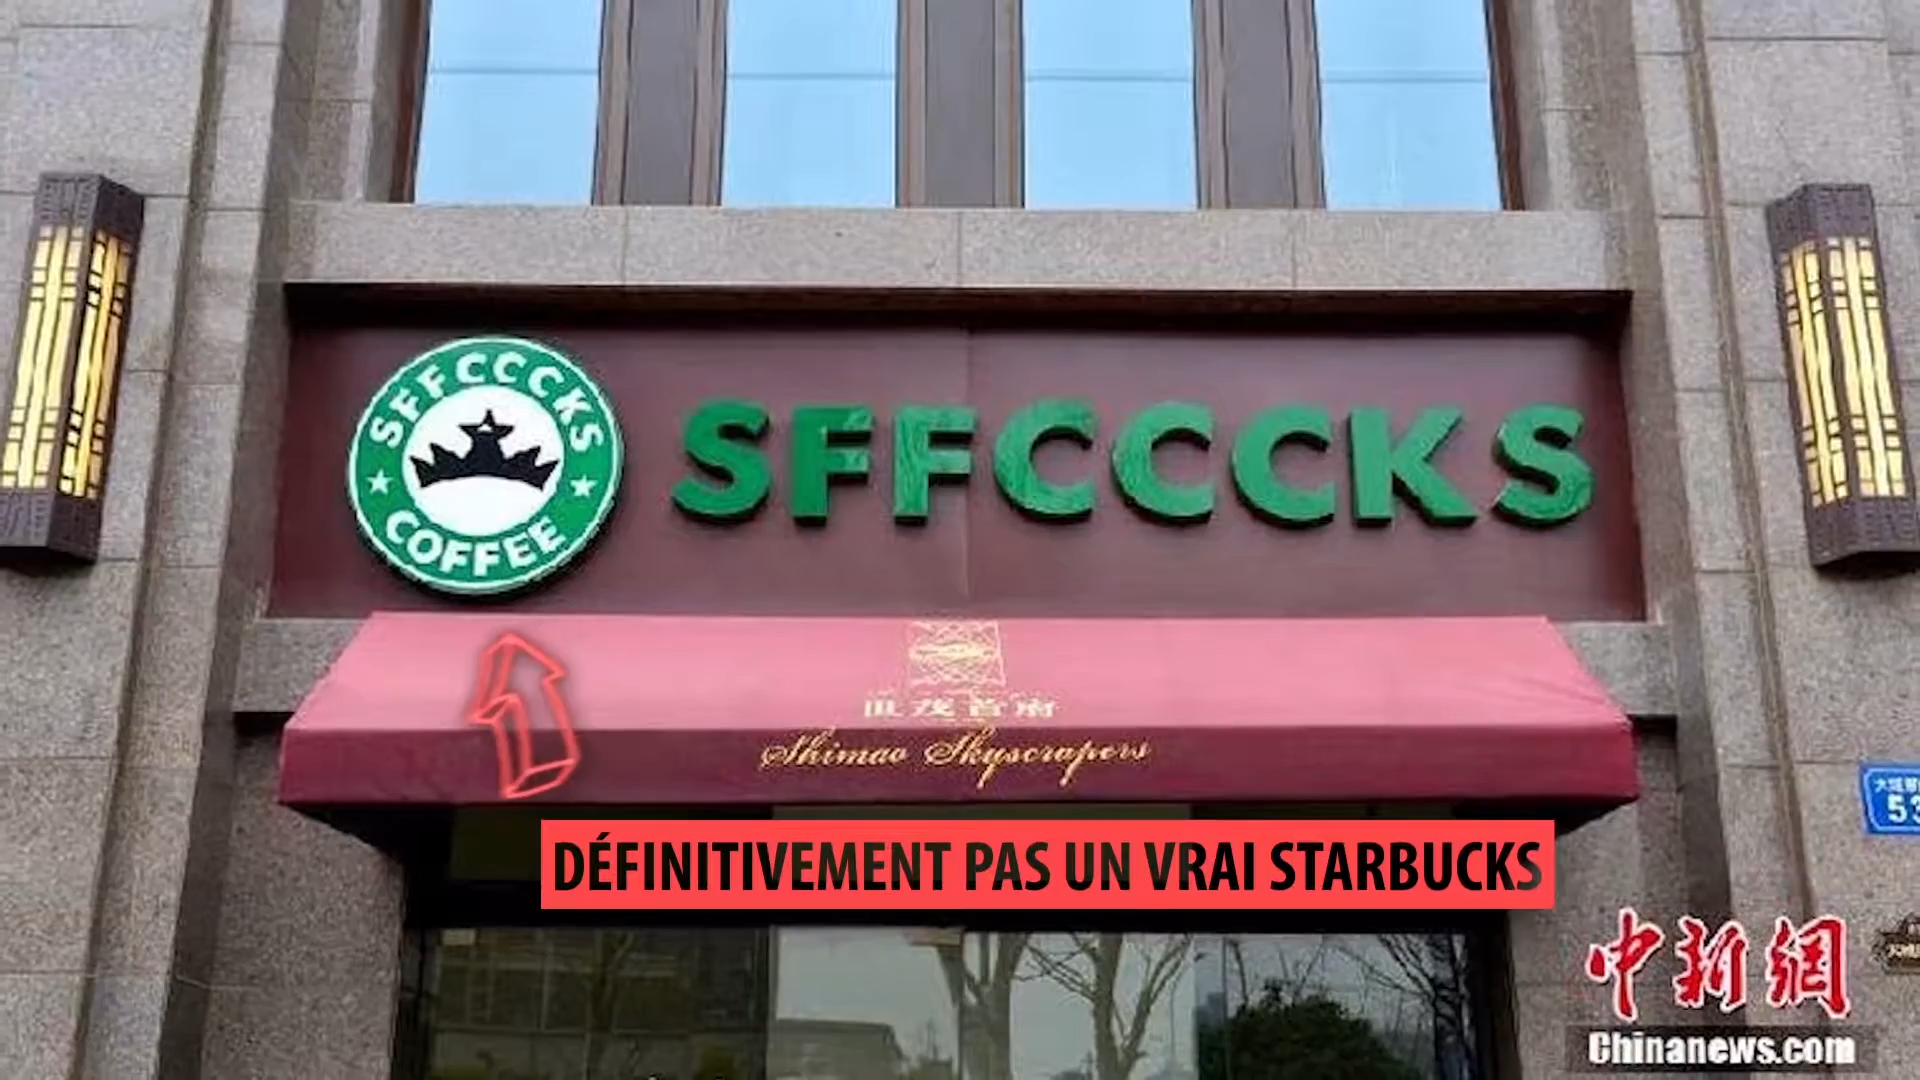 SFFCCCKS
COFFEE
SFFCCCKS
世茂首府
Shimao Skyscrapers
53
DÉFINITIVEMENT PAS UN VRAI STARBUCKS
中新網
Chinanews.com